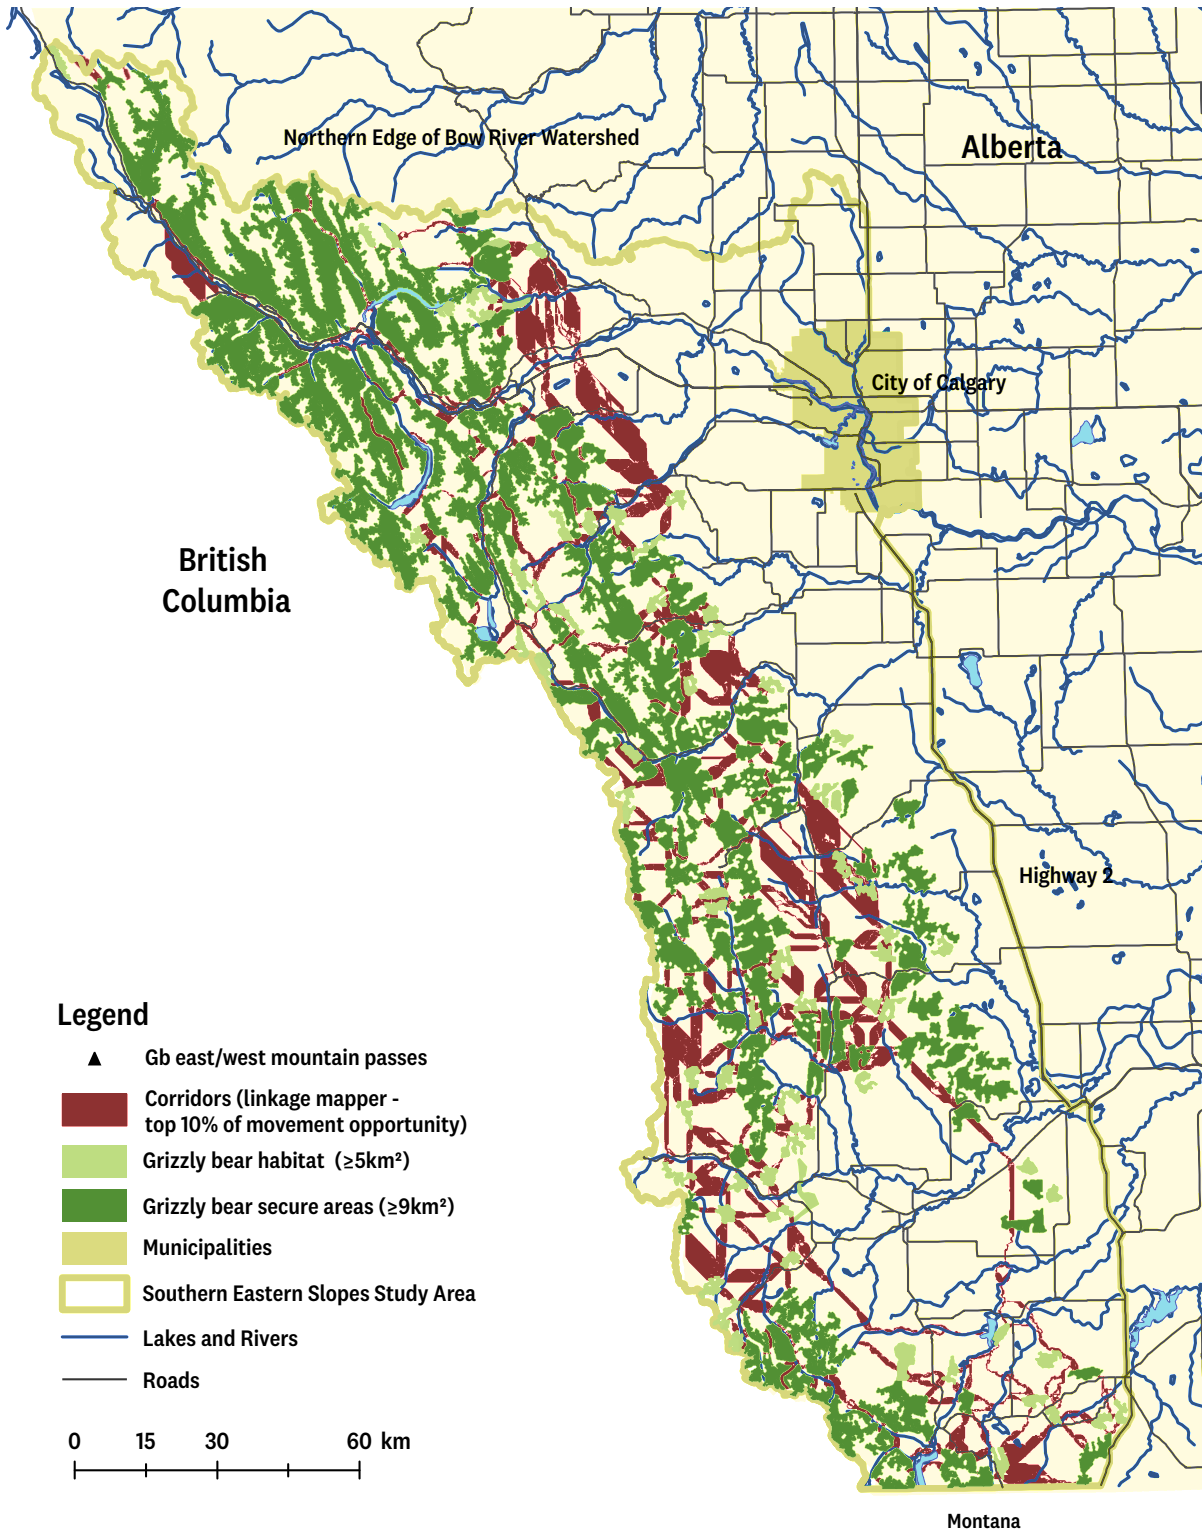 Northern Edge of Bow River Watershed
Alberta
City of Calgary
British
Columbia
Highway 2
Legend
Gb east/west mountain passes
Corridors (linkage mapper -
top 10% of movement opportunity)
Grizzly bear habitat (≥5km²)
Grizzly bear secure areas (≥9km²)
Municipalities
Southern Eastern Slopes Study Area
Lakes and Rivers
Roads
0 15 30 60 km
Montana